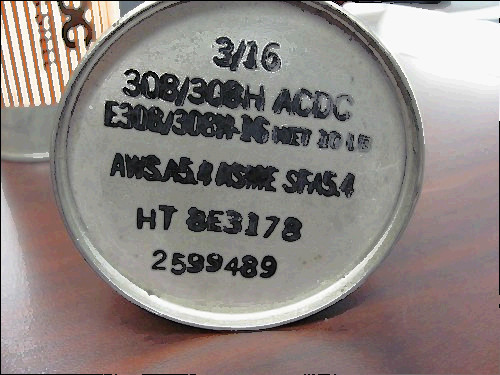 3/16
308/308H ACDC
E308/308H-16 NET 10 LB
AWS A5.4 ASME SFA5.4
HT 8E3178
2599489